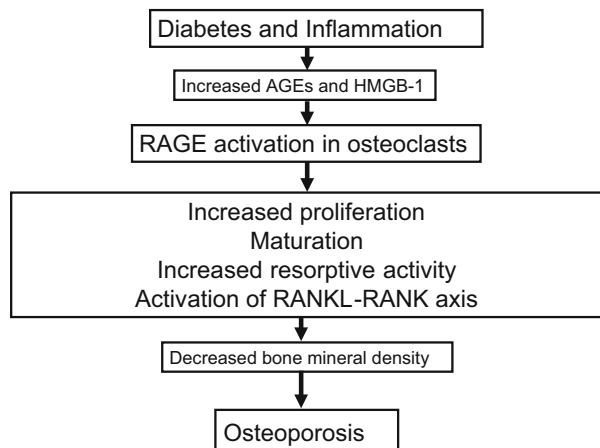 Diabetes and Inflammation
Increased AGEs and HMGB-1
RAGE activation in osteoclasts
Increased proliferation
Maturation
Increased resorptive activity
Activation of RANKL-RANK axis
Decreased bone mineral density
Osteoporosis